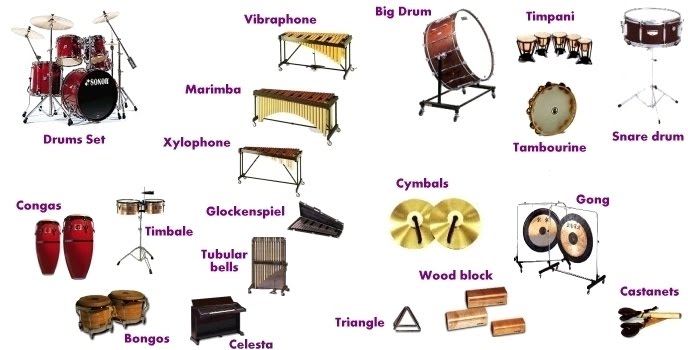 Vibraphone
Big Drum
Timpani
SONOR
Marimba
Drums Set
Xylophone
Tambourine
Snare drum
Cymbals
Gong
Congas
Glockenspiel
Timbale
Tubular
bells
Wood block
Castanets
Triangle
Bongos
Celesta